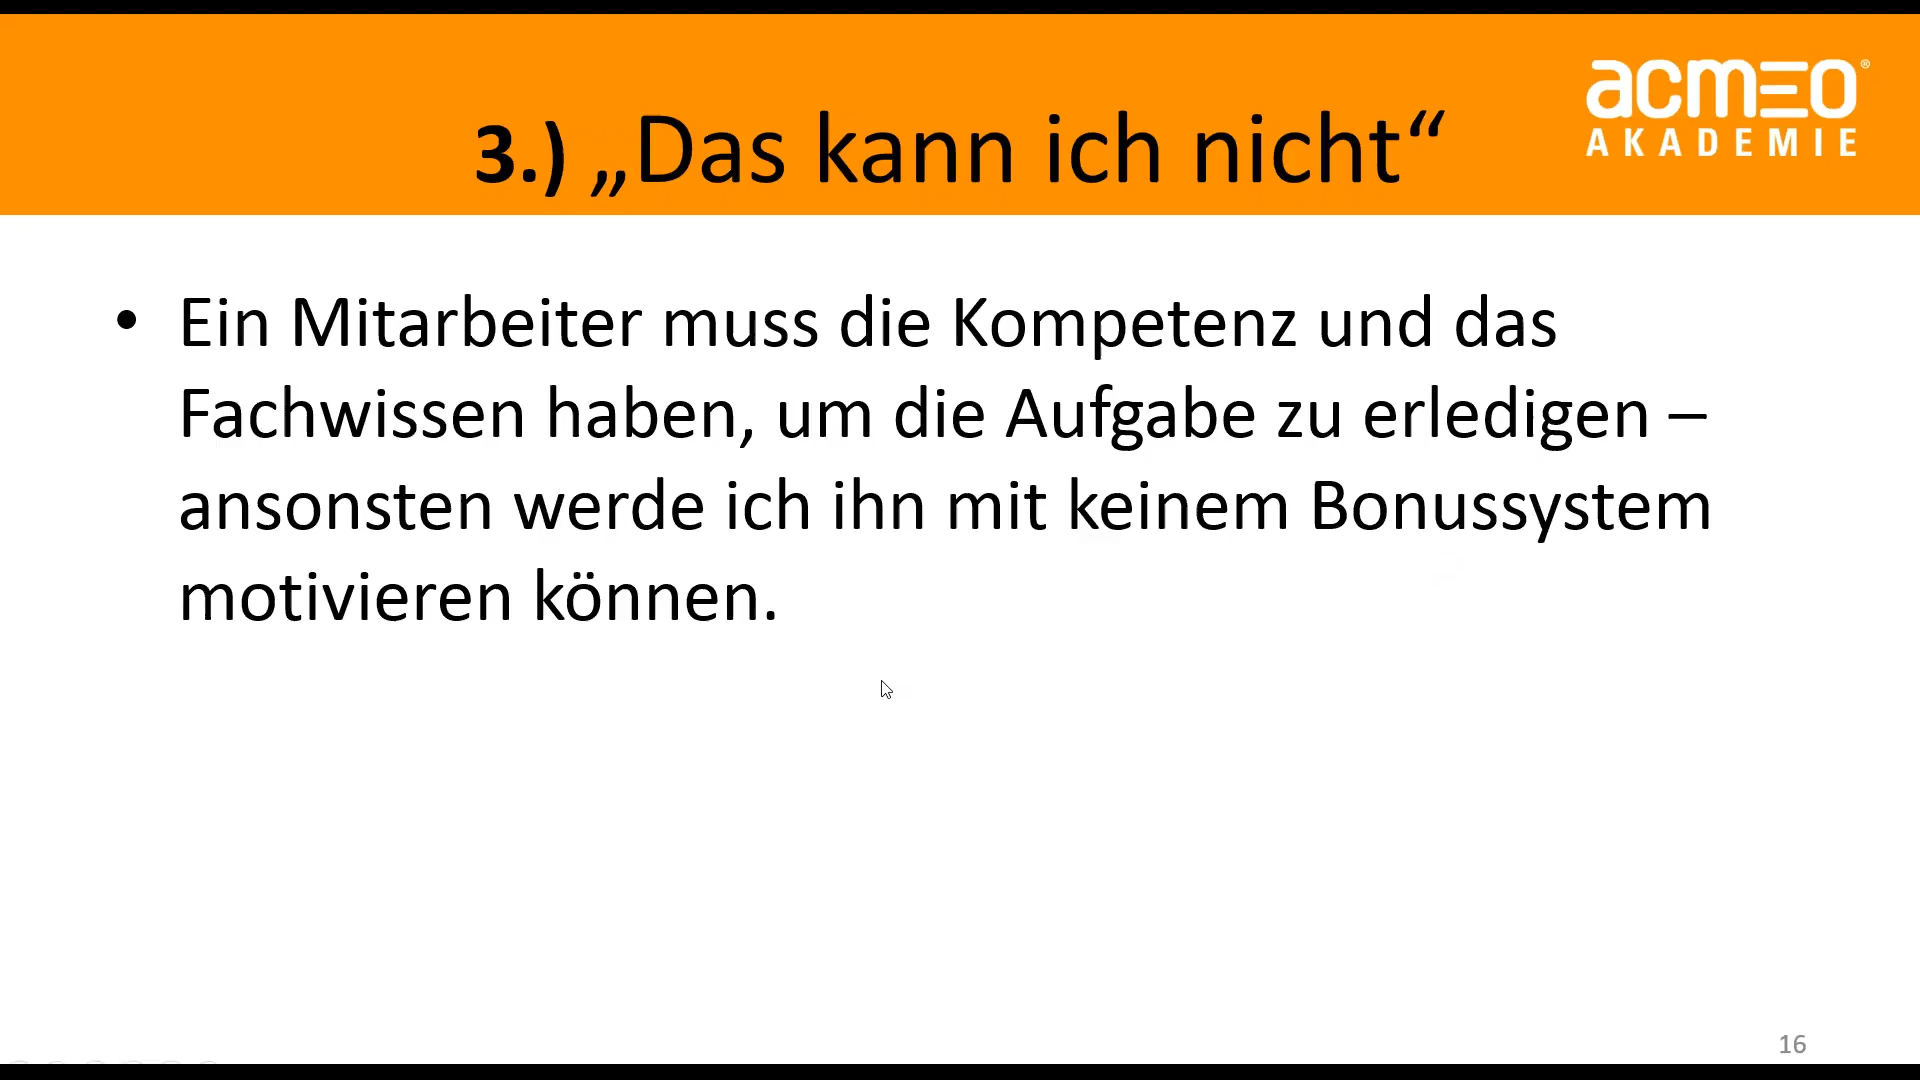 acmeo®
AKADEMIE
3.) „Das kann ich nicht“
• Ein Mitarbeiter muss die Kompetenz und das
Fachwissen haben, um die Aufgabe zu erledigen –
ansonsten werde ich ihn mit keinem Bonussystem
motivieren können.
16